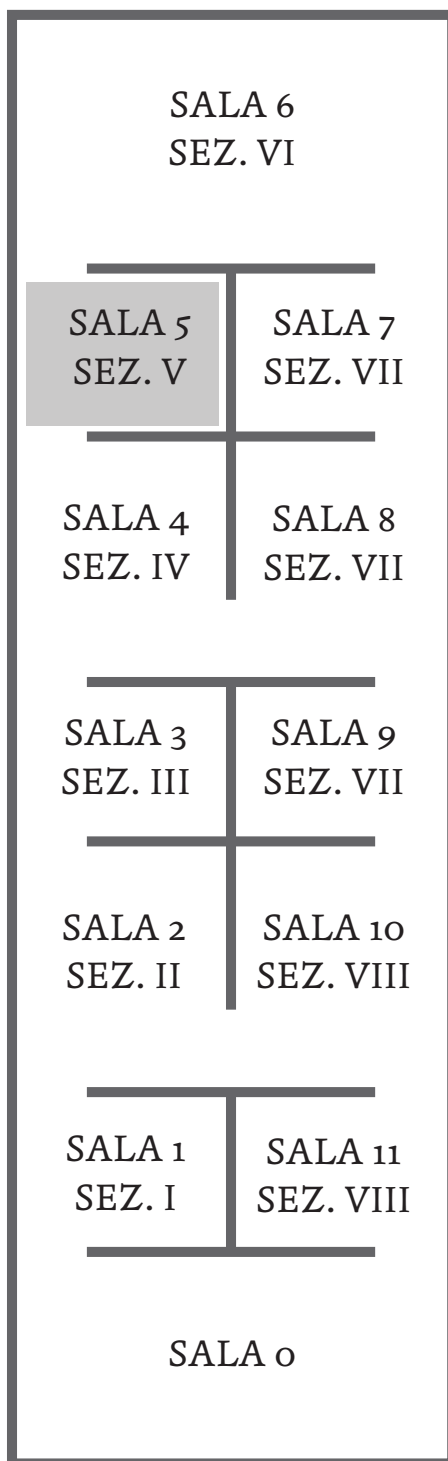 SALA 6
SEZ. VI
SALA 5
SEZ. V
SALA 7
SEZ. VII
SALA 4
SEZ. IV
SALA 8
SEZ. VII
SALA 3
SEZ. III
SALA 9
SEZ. VII
SALA 2
SEZ. II
SALA 10
SEZ. VIII
SALA 1
SEZ. I
SALA 11
SEZ. VIII
SALA 0